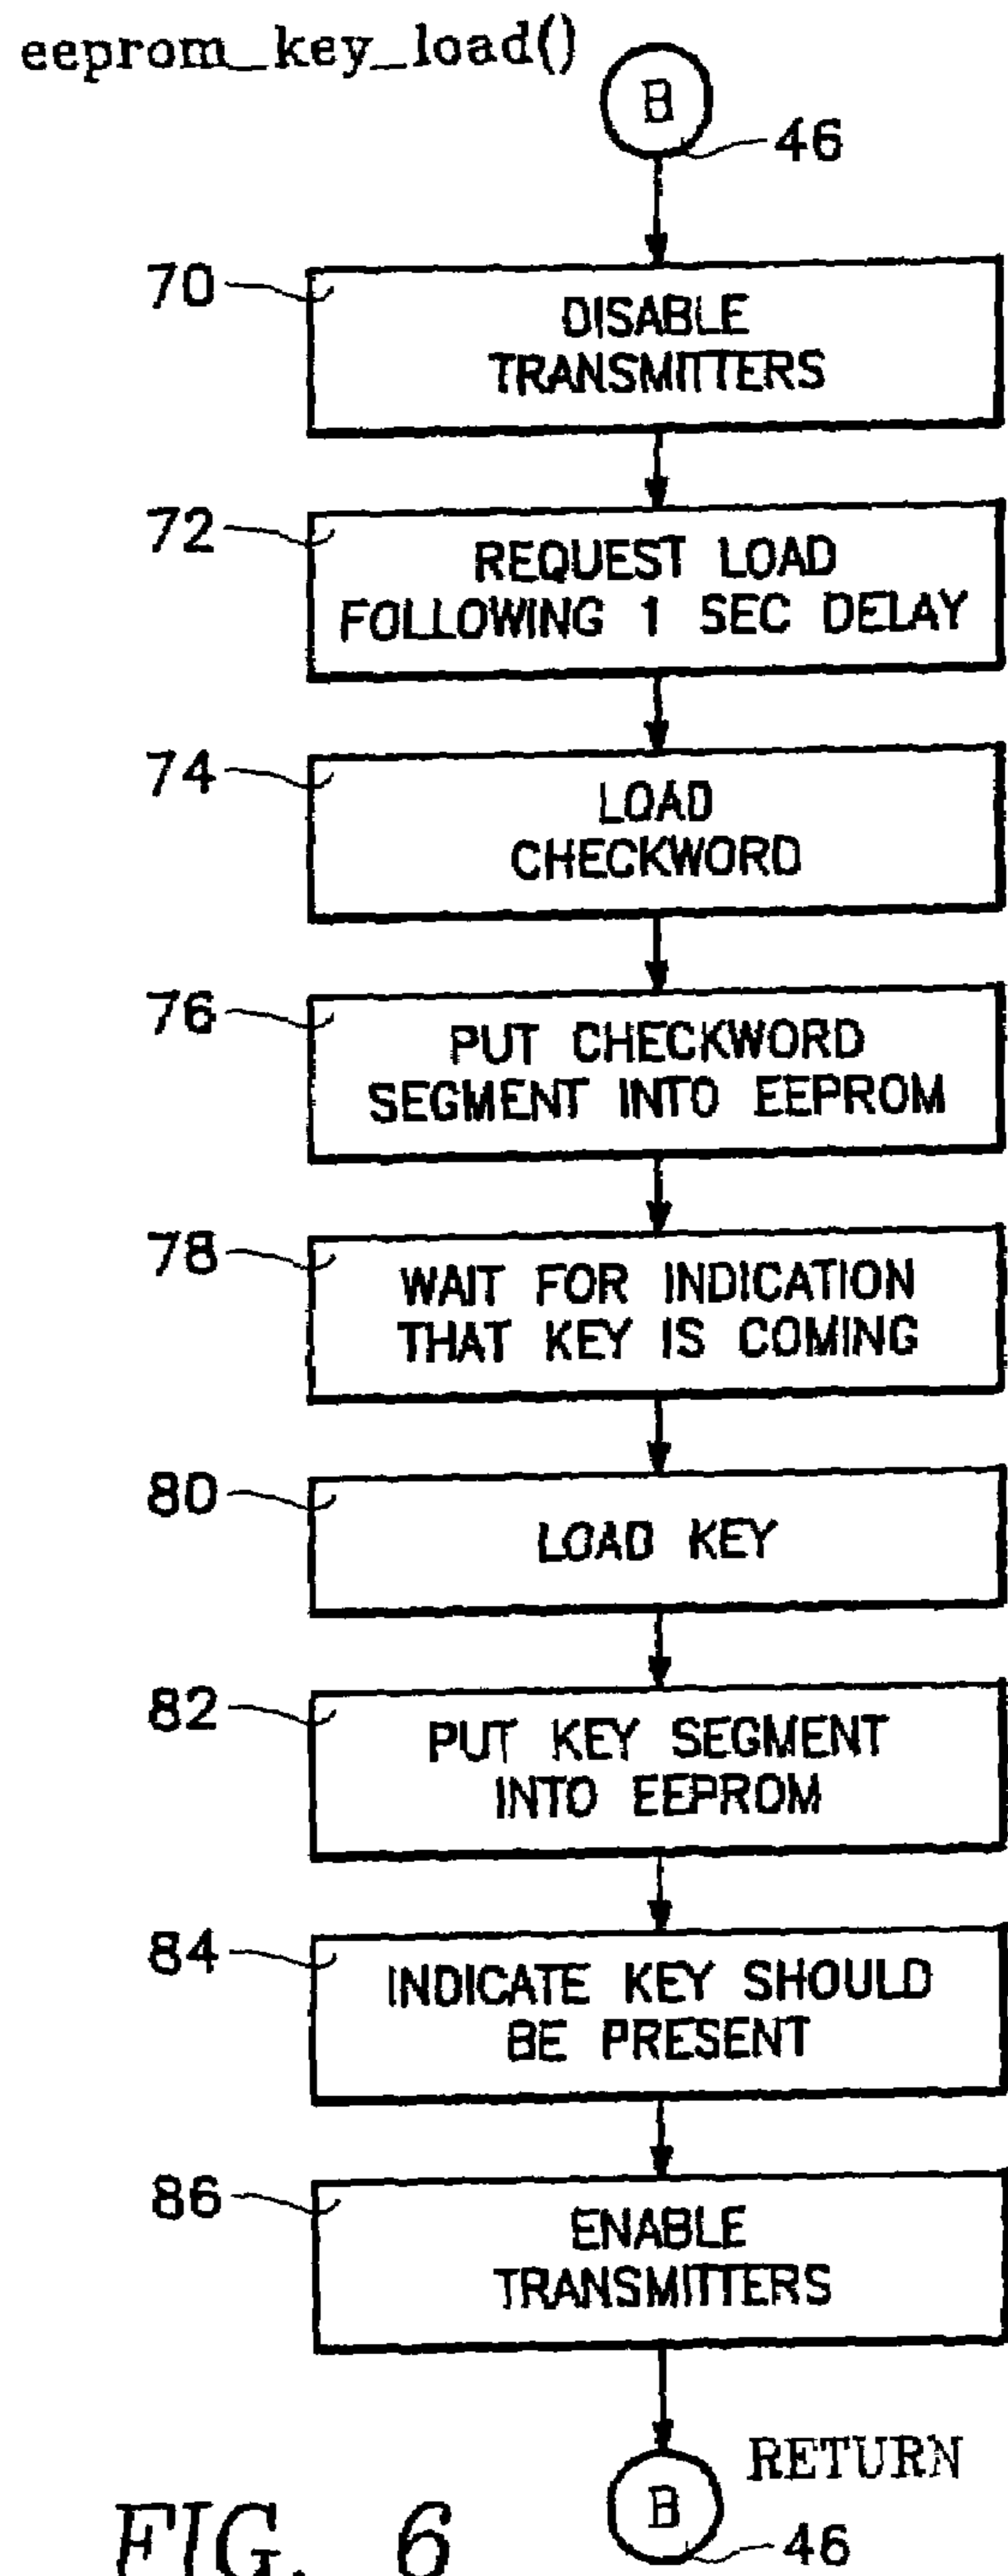 eeprom_key_load()
B
46
70
DISABLE
TRANSMITTERS
72
REQUEST LOAD
FOLLOWING 1 SEC DELAY
74
LOAD
CHECKWORD
76
PUT CHECKWORD
SEGMENT INTO EEPROM
78
WAIT FOR INDICATION
THAT KEY IS COMING
80
LOAD KEY
82
PUT KEY SEGMENT
INTO EEPROM
84
INDICATE KEY SHOULD
BE PRESENT
86
ENABLE
TRANSMITTERS
RETURN
B
46
FIG. 6